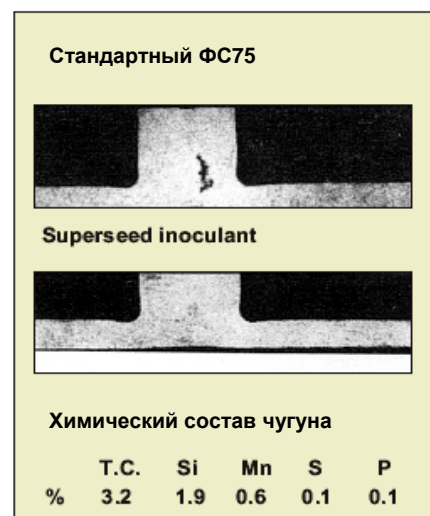 Стандартный ФС75
Superseed inoculant
Химический состав чугуна
T.C. Si Mn S P
% 3.2 1.9 0.6 0.1 0.1